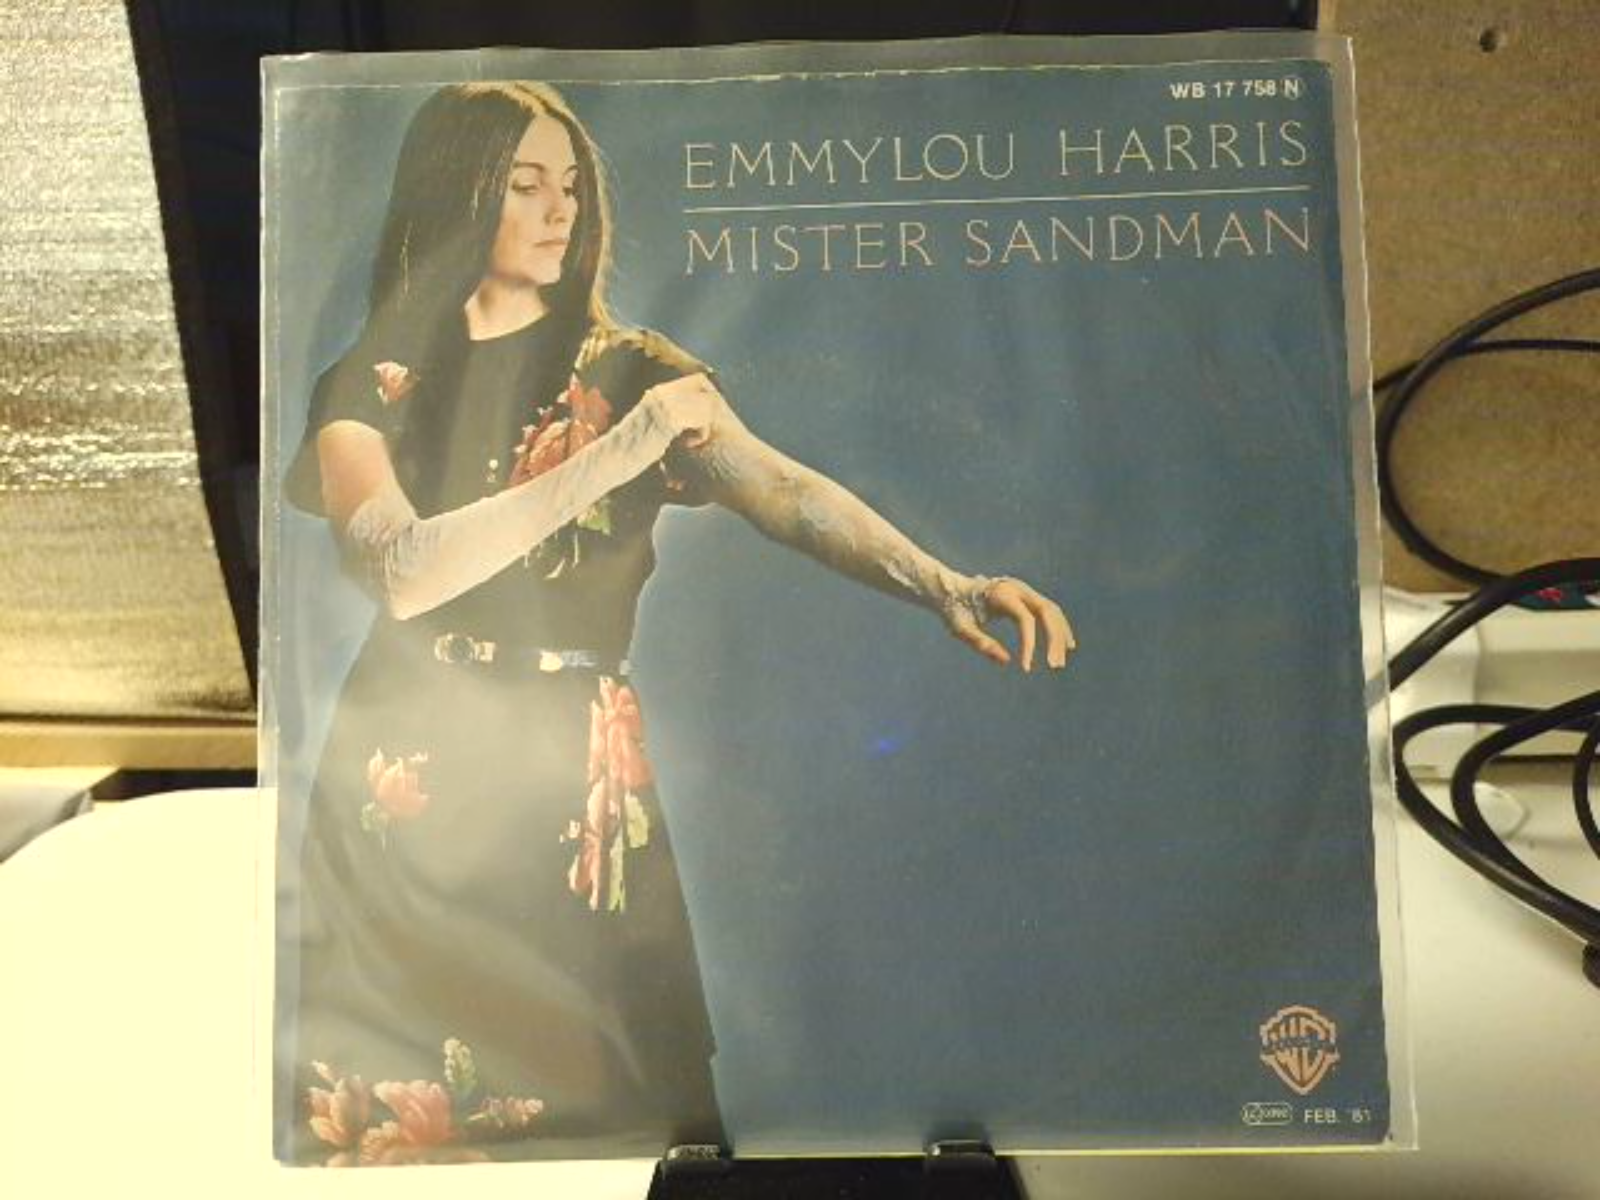 WB 17 758 N
EMMYLOU HARRIS
MISTER SANDMAN
FEB. '81